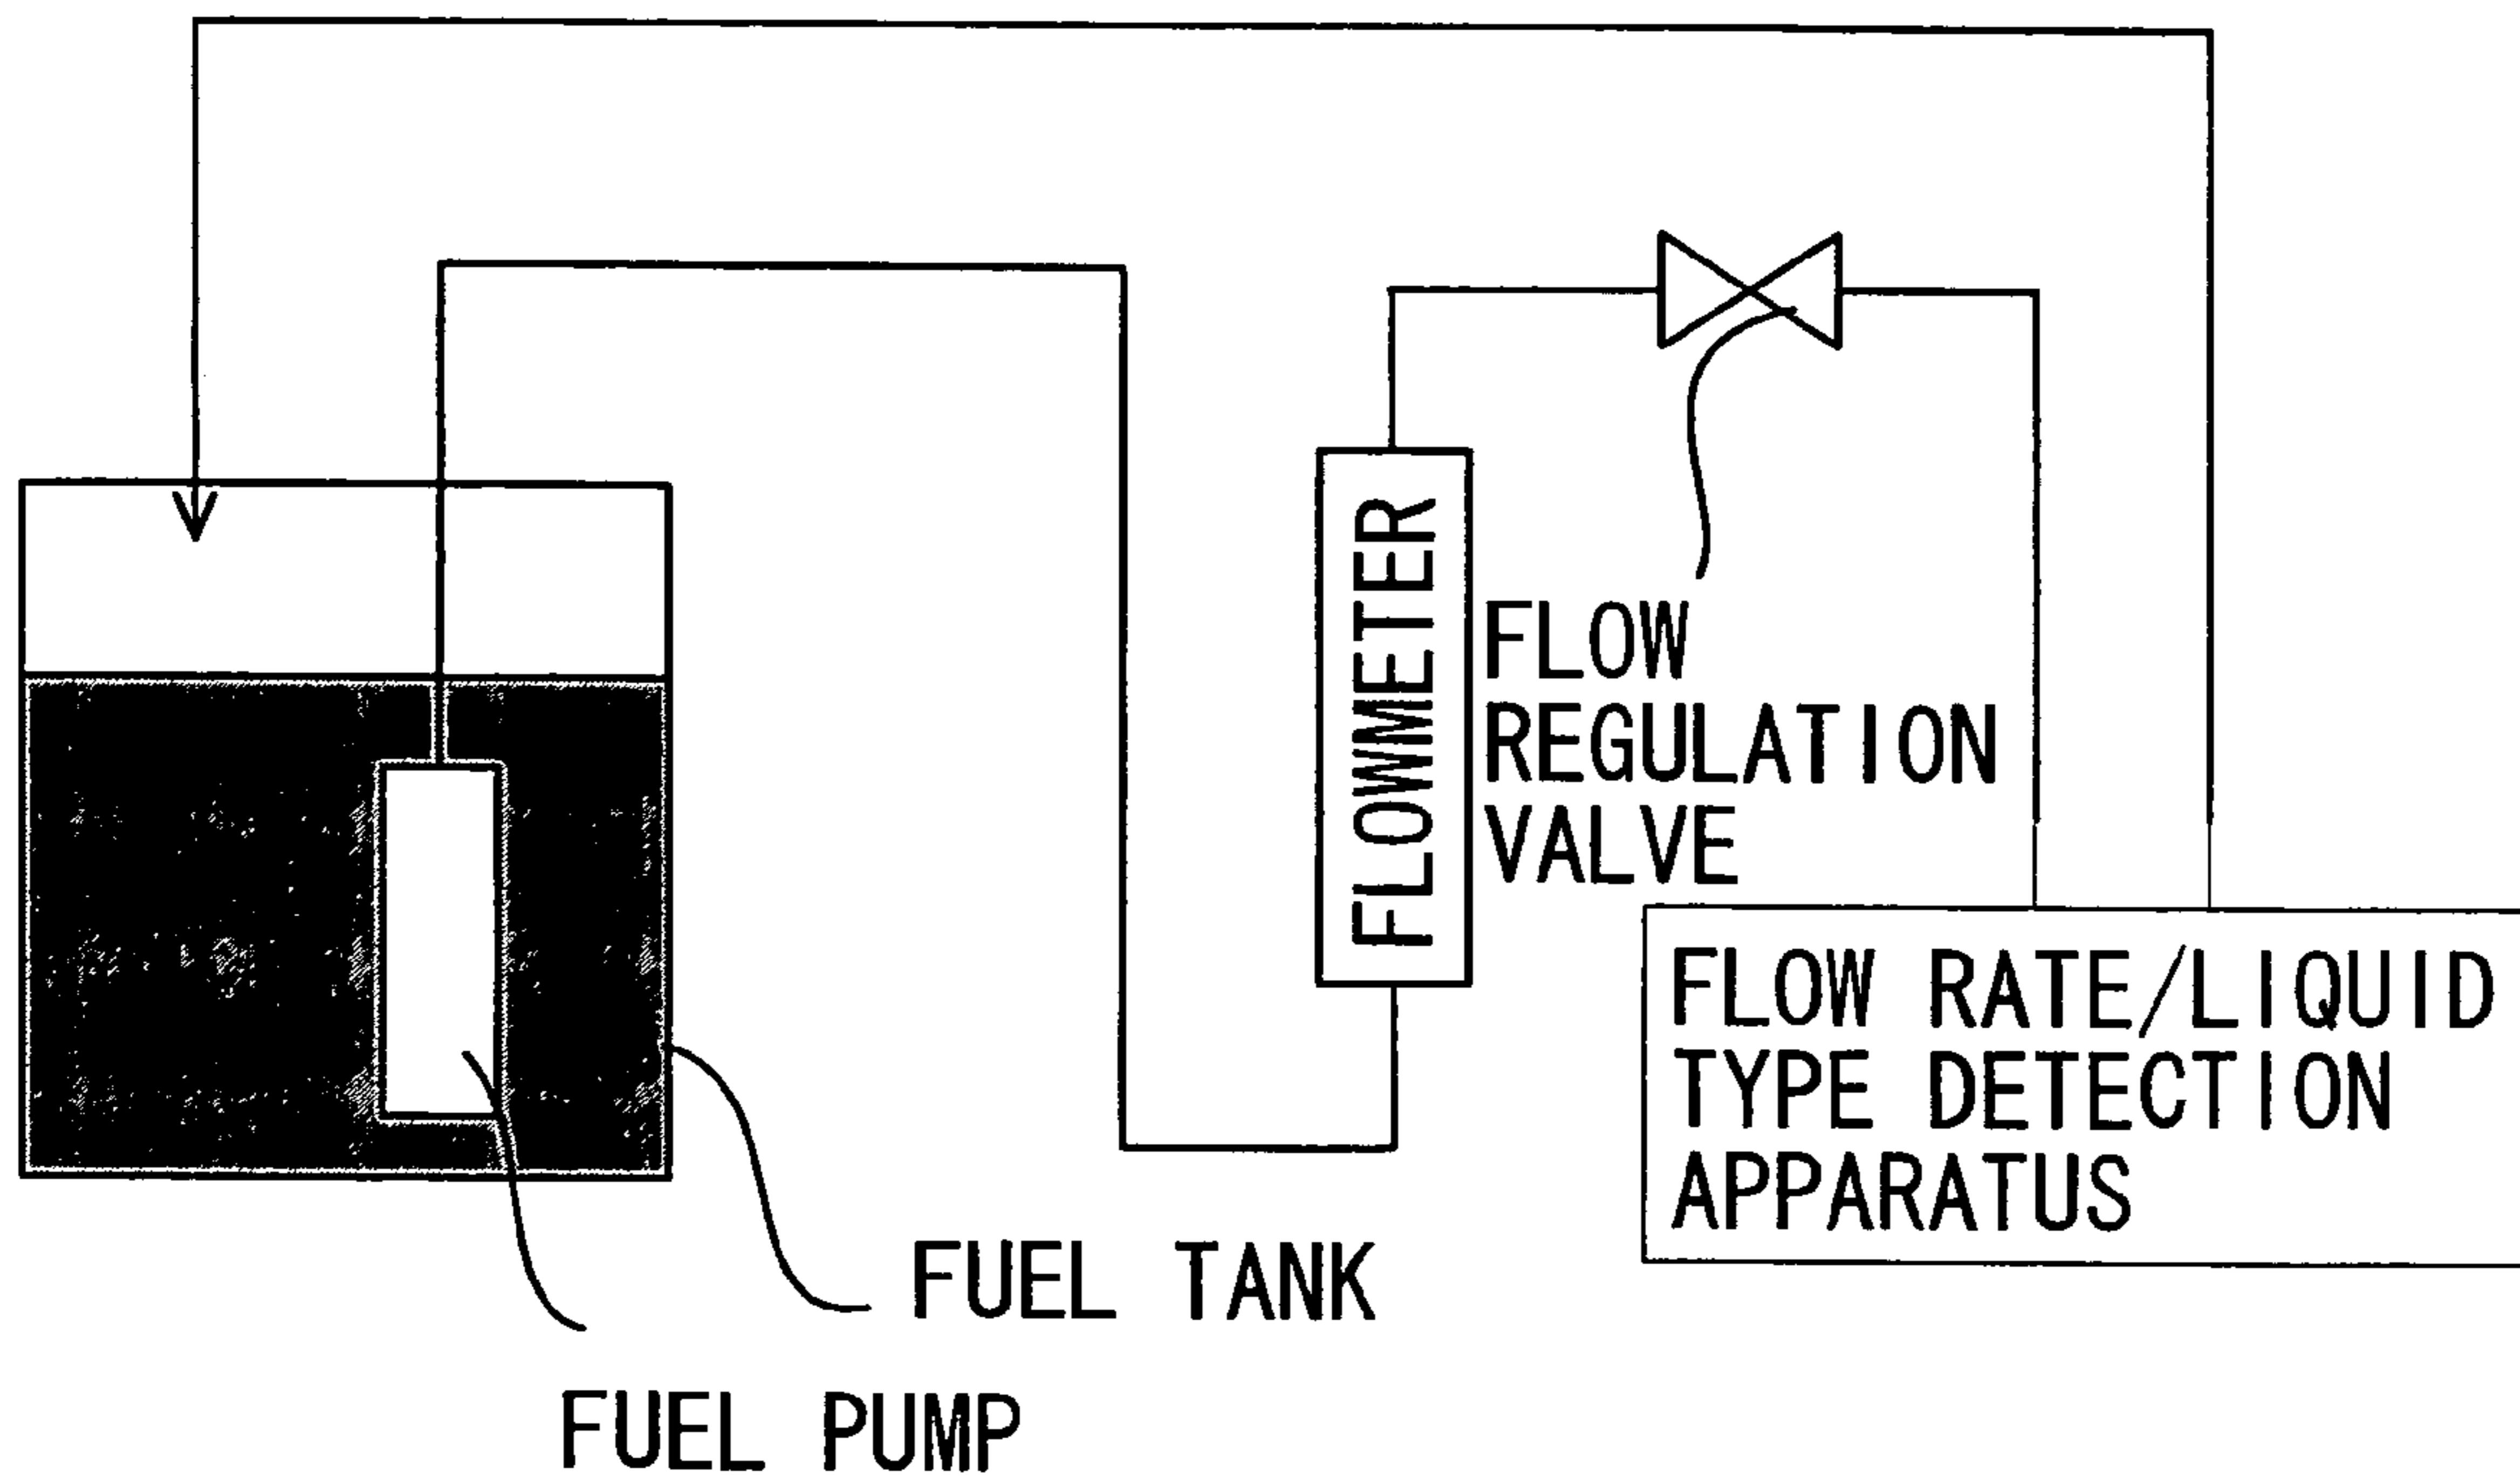 FLOWMETER
FLOW
REGULATION
VALVE
FLOW RATE/LIQUID
TYPE DETECTION
APPARATUS
FUEL TANK
FUEL PUMP